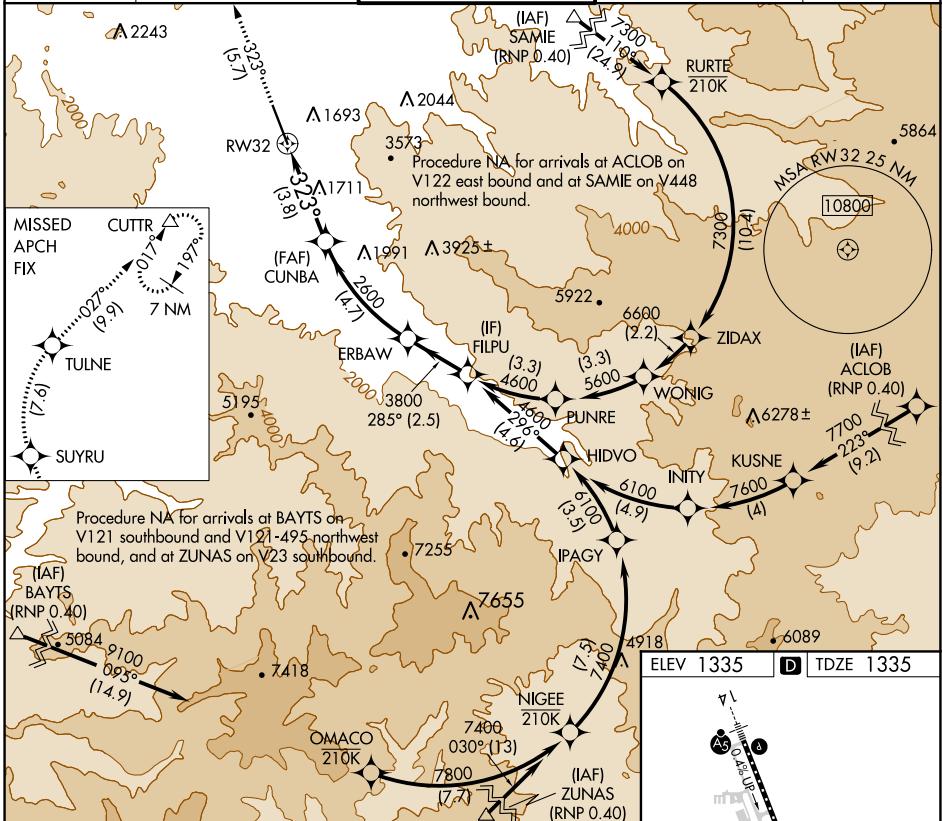 2243
2000
323°
(5.7)
(IAF)
SAMIE
(RNP 0.40)
7300
110°
(24.9)
RURTE
210K
1693
2044
RW32
3573
5864
Procedure NA for arrivals at ACLOB on
V122 east bound and at SAMIE on V448
northwest bound.
MSA RW32 25 NM
10800
323°
(3.8)
1711
4000
7300
(10.4)
MISSED
APCH
FIX
CUTTR
017°
197°
7 NM
027°
(9.9)
TULNE
(7.6)
SUYRU
(FAF)
CUNBA
1991
3925±
2600
(4.7)
5922
6600
(2.2)
ZIDAX
ERBAW
(IF)
FILPU
(3.3)
4600
(3.3)
5600
WONIG
PUNRE
(IAF)
ACLOB
(RNP 0.40)
2000
3800
285° (2.5)
5195
4000
4600
296°
(4.6)
6278±
7700
223°
(9.2)
HIDVO
INITY
KUSNE
6100
(4.9)
7600
(4)
6100
(3.5)
IPAGY
Procedure NA for arrivals at BAYTS on
V121 southbound and V121-495 northwest
bound, and at ZUNAS on V23 southbound.
7255
(IAF)
BAYTS
(RNP 0.40)
7655
5084
9100
095°
(14.9)
7418
(7.5)
7400
4918
6089
ELEV 1335
D
TDZE 1335
NIGEE
210K
OMACO
210K
7400
030° (13)
7800
(7.7)
(IAF)
ZUNAS
(RNP 0.40)
14
A5
0.4% UP